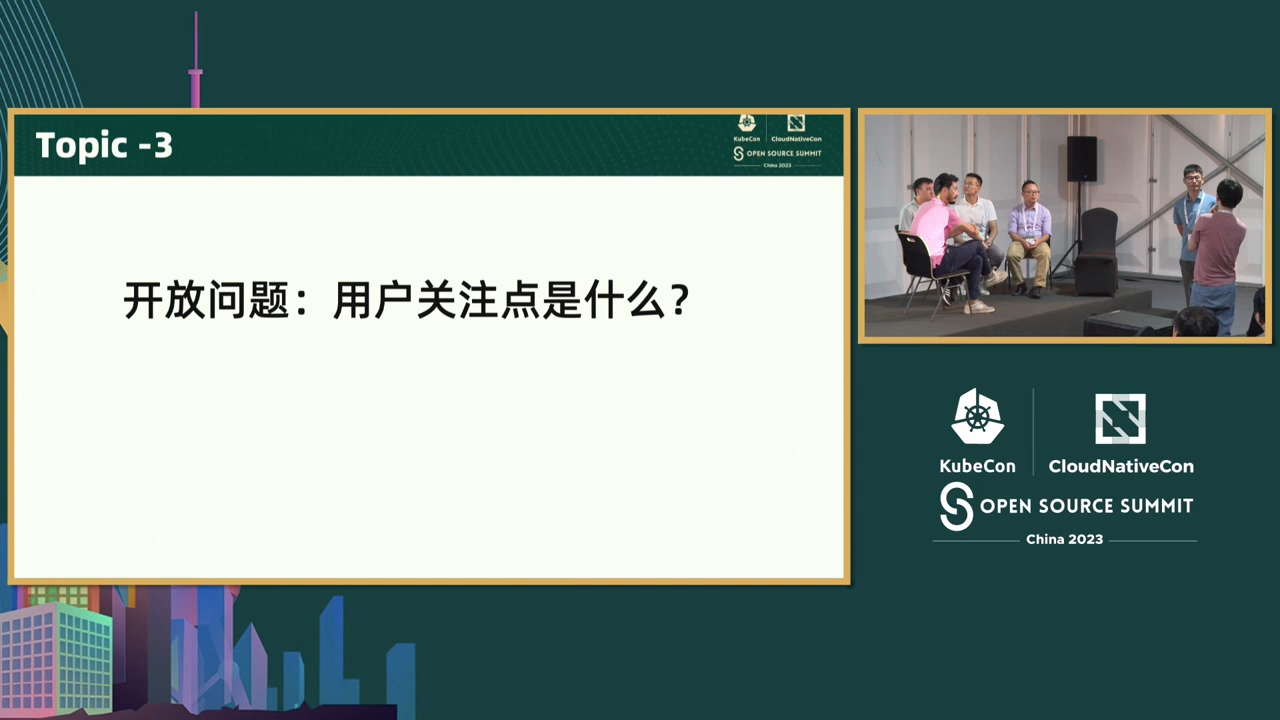 Topic -3
KubeCon
CloudNativeCon
OPEN SOURCE SUMMIT
China 2023
开放问题：用户关注点是什么？
KubeCon
CloudNativeCon
OPEN SOURCE SUMMIT
China 2023